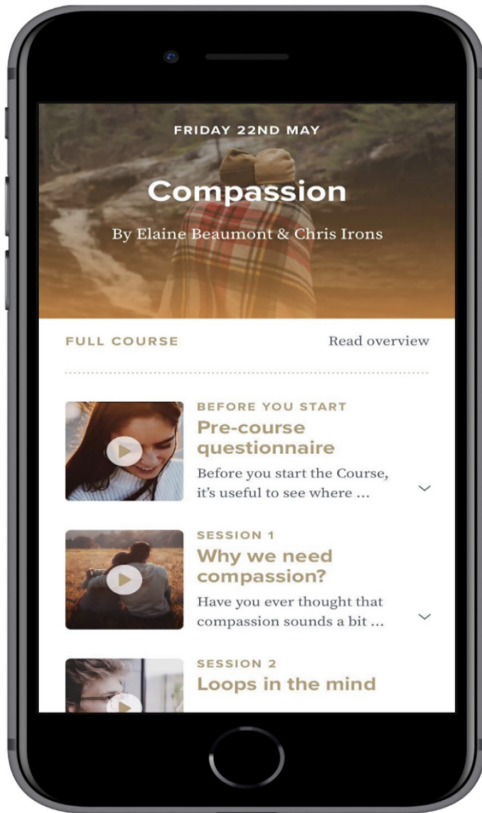 FRIDAY 22ND MAY
Compassion
By Elaine Beaumont & Chris Irons
FULL COURSE
Read overview
BEFORE YOU START
Pre-course
questionnaire
Before you start the Course,
it's useful to see where ...
SESSION 1
Why we need
compassion?
Have you ever thought that
compassion sounds a bit ...
SESSION 2
Loops in the mind